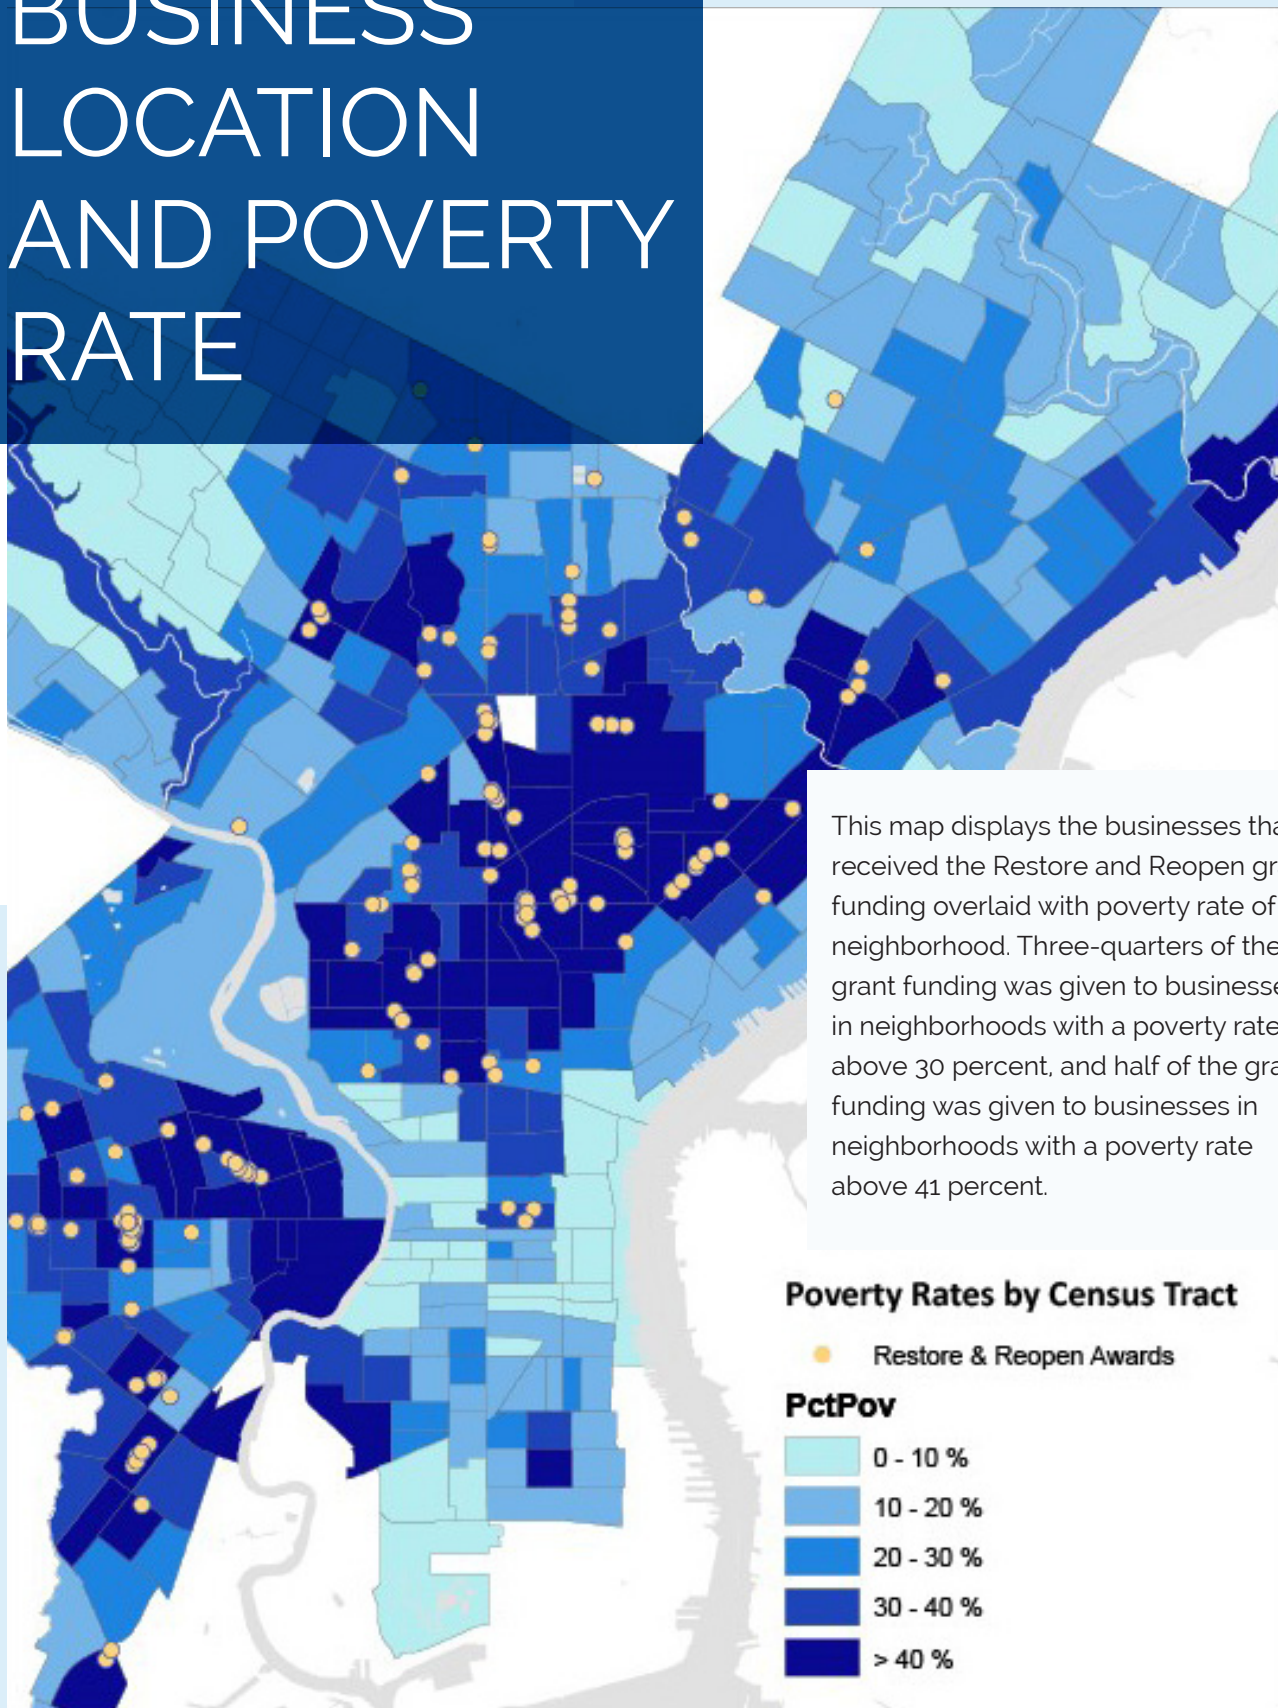 BUSINESS
LOCATION
AND POVERTY
RATE
This map displays the businesses tha
received the Restore and Reopen gr
funding overlaid with poverty rate of
neighborhood. Three-quarters of the
grant funding was given to businesse
in neighborhoods with a poverty rate
above 30 percent, and half of the gra
funding was given to businesses in
neighborhoods with a poverty rate
above 41 percent.
Poverty Rates by Census Tract
Restore & Reopen Awards
PctPov
0 - 10 %
10 - 20 %
20 - 30 %
30 - 40 %
> 40 %